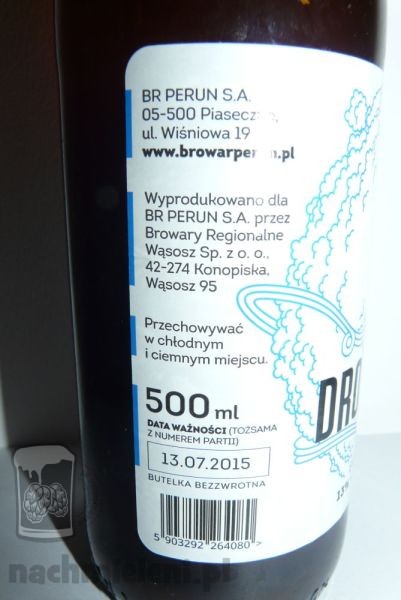 BR PERUN S.A.
05-500 Piaseczno,
ul. Wiśniowa 19
www.browarperun.pl
Wyprodukowano dla
BR PERUN S.A. przez
Browary Regionalne
Wąsosz Sp. z o. o.,
42-274 Konopiska,
Wąsosz 95
Przechowywać
w chłodnym
i ciemnym miejscu.
500 ml
DATA WAŻNOŚCI (TOŻSAMA
Z NUMEREM PARTII)
13.07.2015
BUTELKA BEZZWROTNA
5 903292 264080 >
DRO
nachmieleni.pl